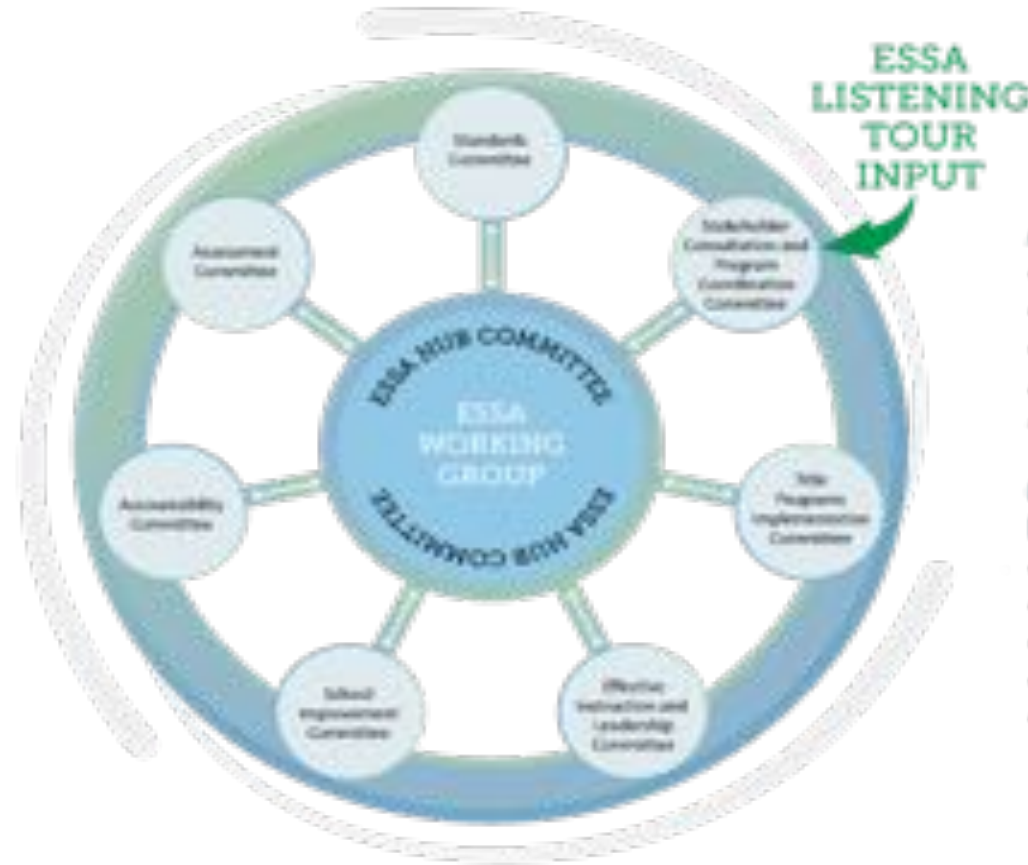 ESSA
LISTENING
TOUR
INPUT
Standards
Committee
Stakeholder
Consultation and
Program
Coordination
Committee
Assessment
Committee
ESSA HUB COMMITTEE
ESSA
WORKING
GROUP
ESSA HUB COMMITTEE
Accountability
Committee
Title
Programs
Implementation
Committee
School
Improvement
Committee
Effective
Instruction and
Leadership
Committee